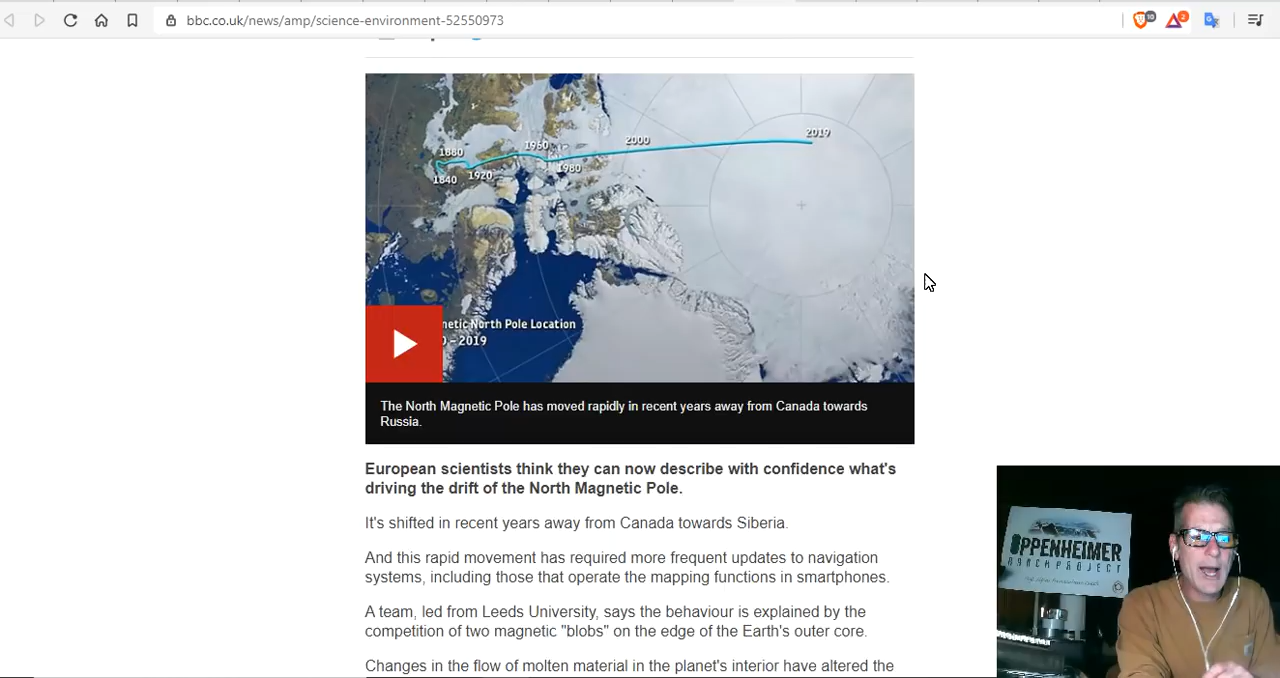 bbc.co.uk/news/amp/science-environment-52550973
10
2
1880
1960
2000
2019
1840
1920
1980
netic North Pole Location
0 - 2019
The North Magnetic Pole has moved rapidly in recent years away from Canada towards
Russia.
European scientists think they can now describe with confidence what's
driving the drift of the North Magnetic Pole.
It's shifted in recent years away from Canada towards Siberia.
And this rapid movement has required more frequent updates to navigation
systems, including those that operate the mapping functions in smartphones.
A team, led from Leeds University, says the behaviour is explained by the
competition of two magnetic "blobs" on the edge of the Earth's outer core.
Changes in the flow of molten material in the planet's interior have altered the
OPPENHEIMER
RANCH PROJECT